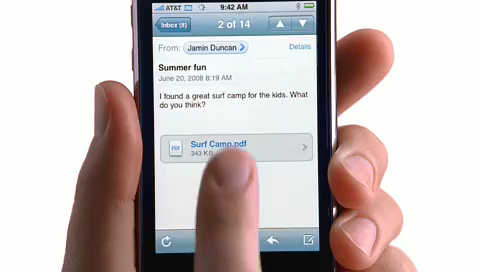 AT&T 9:42 AM
Inbox (8) 2 of 14
From: Jamin Duncan Details
Summer fun
June 20, 2008 8:19 AM
I found a great surf camp for the kids. What
do you think?
PDF Surf Camp.pdf
343 KB